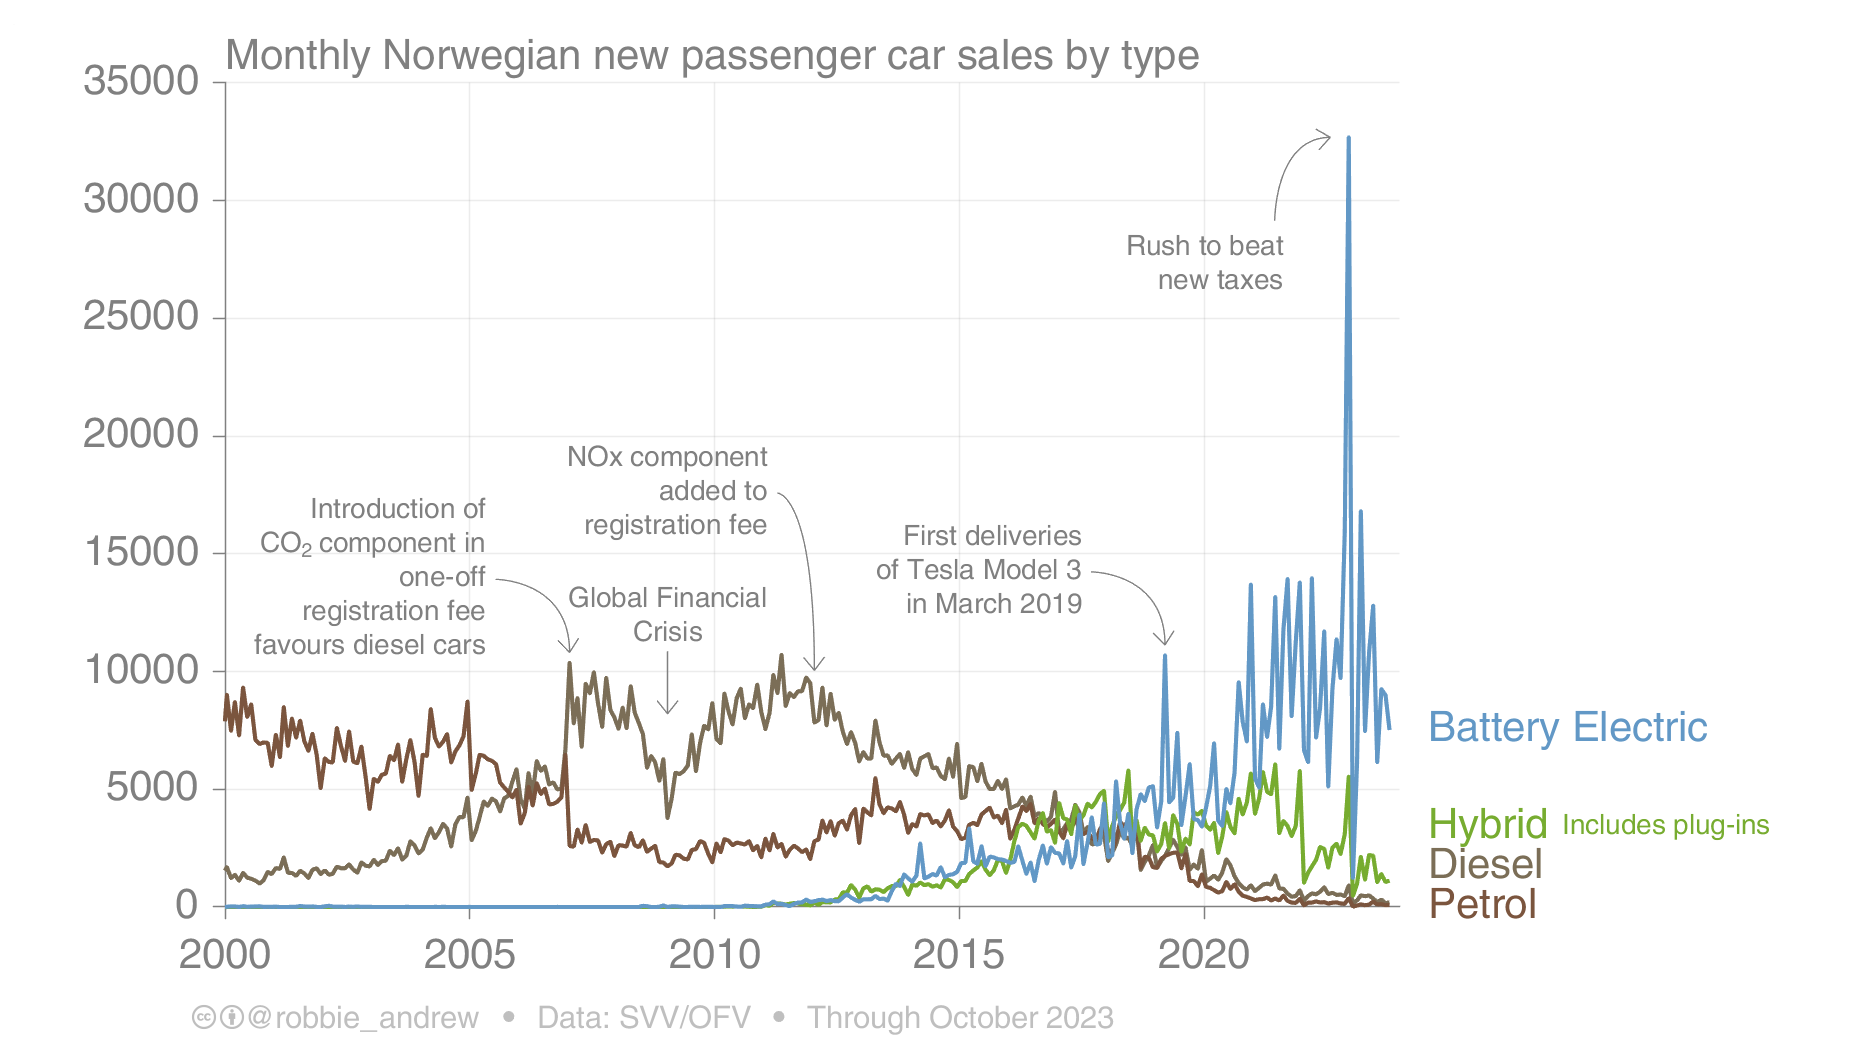 Monthly Norwegian new passenger car sales by type
35000
30000
25000
20000
15000
10000
5000
0
2000
2005
2010
2015
2020
Introduction of
CO₂ component in
one-off
registration fee
favours diesel cars
Global Financial
Crisis
NOx component
added to
registration fee
First deliveries
of Tesla Model 3
in March 2019
Rush to beat
new taxes
Battery Electric
Hybrid Includes plug-ins
Diesel
Petrol
@robbie_andrew • Data: SVV/OFV • Through October 2023